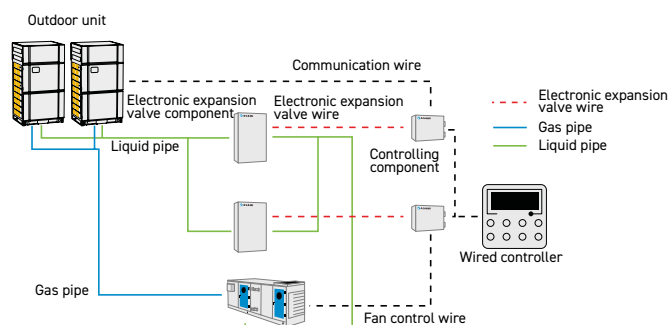 Outdoor unit
Communication wire
Electronic expansion
valve component
Electronic expansion
valve wire
Electronic expansion
valve wire
Gas pipe
Liquid pipe
Liquid pipe
Controlling
component
Wired controller
Gas pipe
Fan control wire